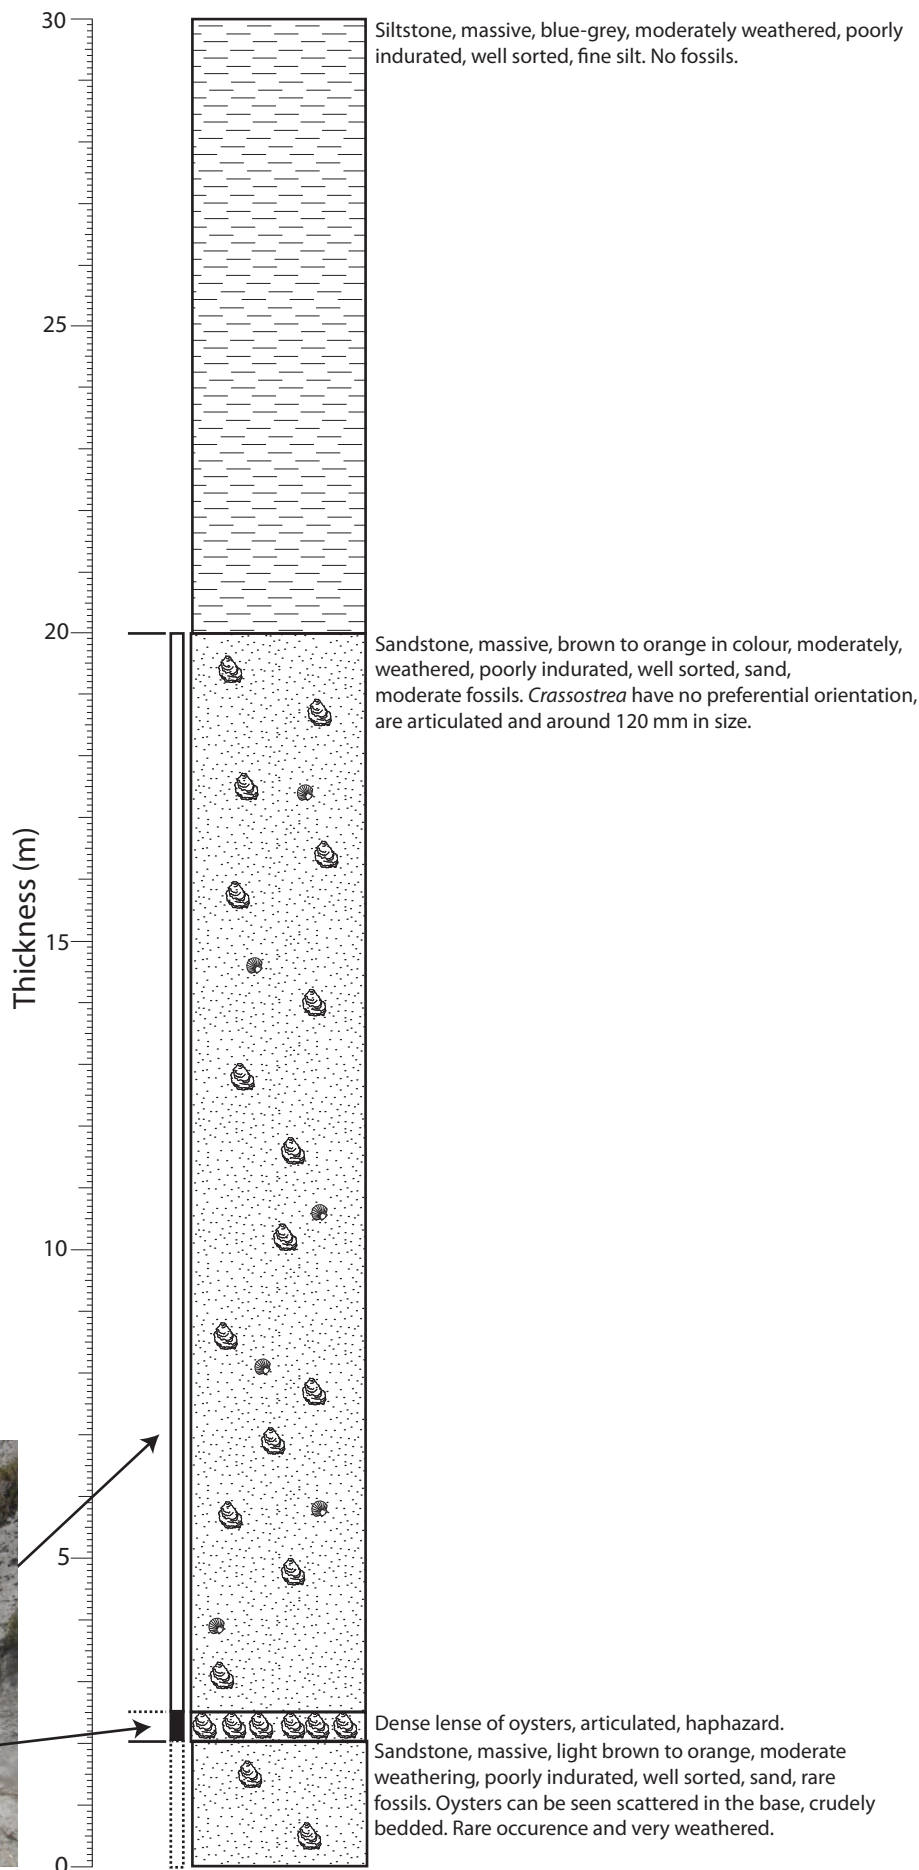 30
Siltstone, massive, blue-grey, moderately weathered, poorly
indurated, well sorted, fine silt. No fossils.
25
20
Sandstone, massive, brown to orange in colour, moderately,
weathered, poorly indurated, well sorted, sand,
moderate fossils. Crassostrea have no preferential orientation,
are articulated and around 120 mm in size.
Thickness (m)
15
10
5
Dense lense of oysters, articulated, haphazard.
Sandstone, massive, light brown to orange, moderate
weathering, poorly indurated, well sorted, sand, rare
fossils. Oysters can be seen scattered in the base, crudely
bedded. Rare occurence and very weathered.
0